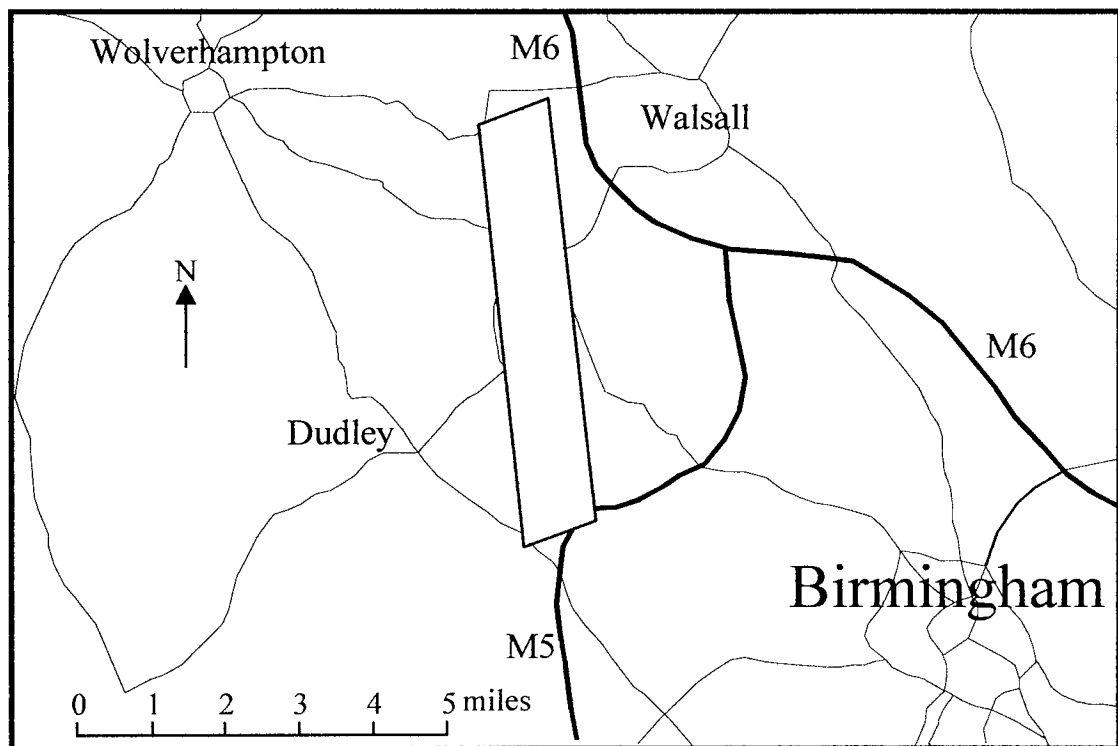 Wolverhampton
M6
Walsall
N
M6
Dudley
Birmingham
M5
0 1 2 3 4 5 miles